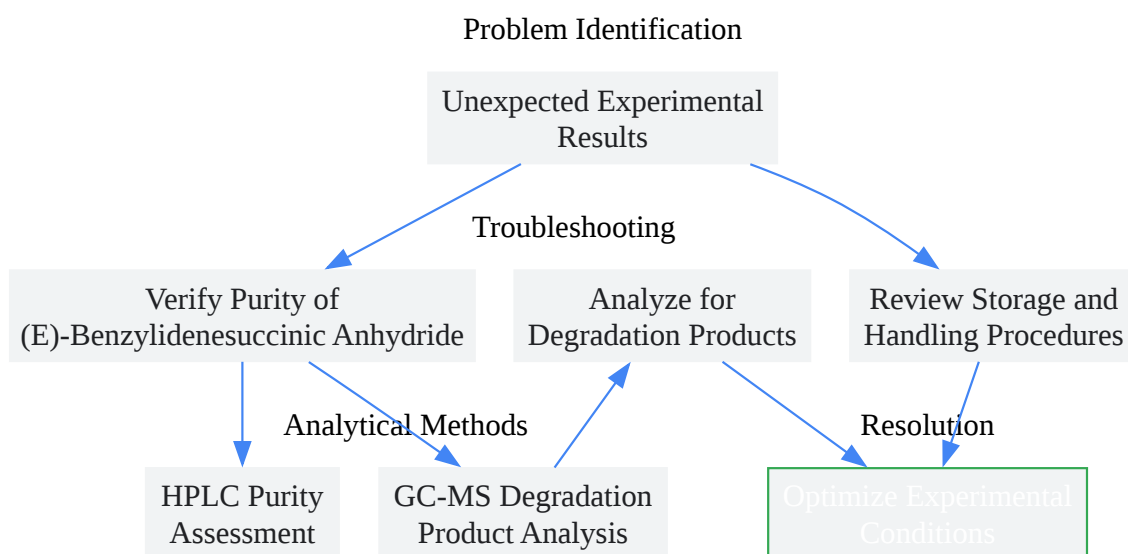 Problem Identification
Unexpected Experimental
Results
Troubleshooting
Verify Purity of
(E)-Benzylidenesuccinic Anhydride
Analyze for
Degradation Products
Review Storage and
Handling Procedures
Analytical Methods
Resolution
HPLC Purity
Assessment
GC-MS Degradation
Product Analysis
Optimize Experimental
Conditions